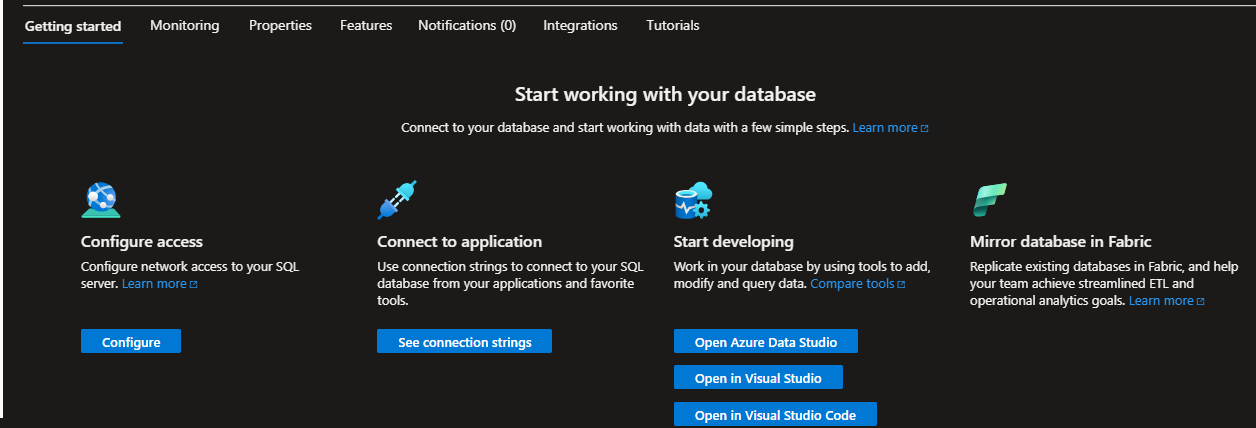 Getting started Monitoring Properties Features Notifications (0) Integrations Tutorials
Start working with your database
Connect to your database and start working with data with a few simple steps. Learn more
Configure access
Configure network access to your SQL
server. Learn more
Configure
Connect to application
Use connection strings to connect to your SQL
database from your applications and favorite
tools.
See connection strings
Start developing
Work in your database by using tools to add,
modify and query data. Compare tools
Open Azure Data Studio
Open in Visual Studio
Open in Visual Studio Code
Mirror database in Fabric
Replicate existing databases in Fabric, and help
your team achieve streamlined ETL and
operational analytics goals. Learn more